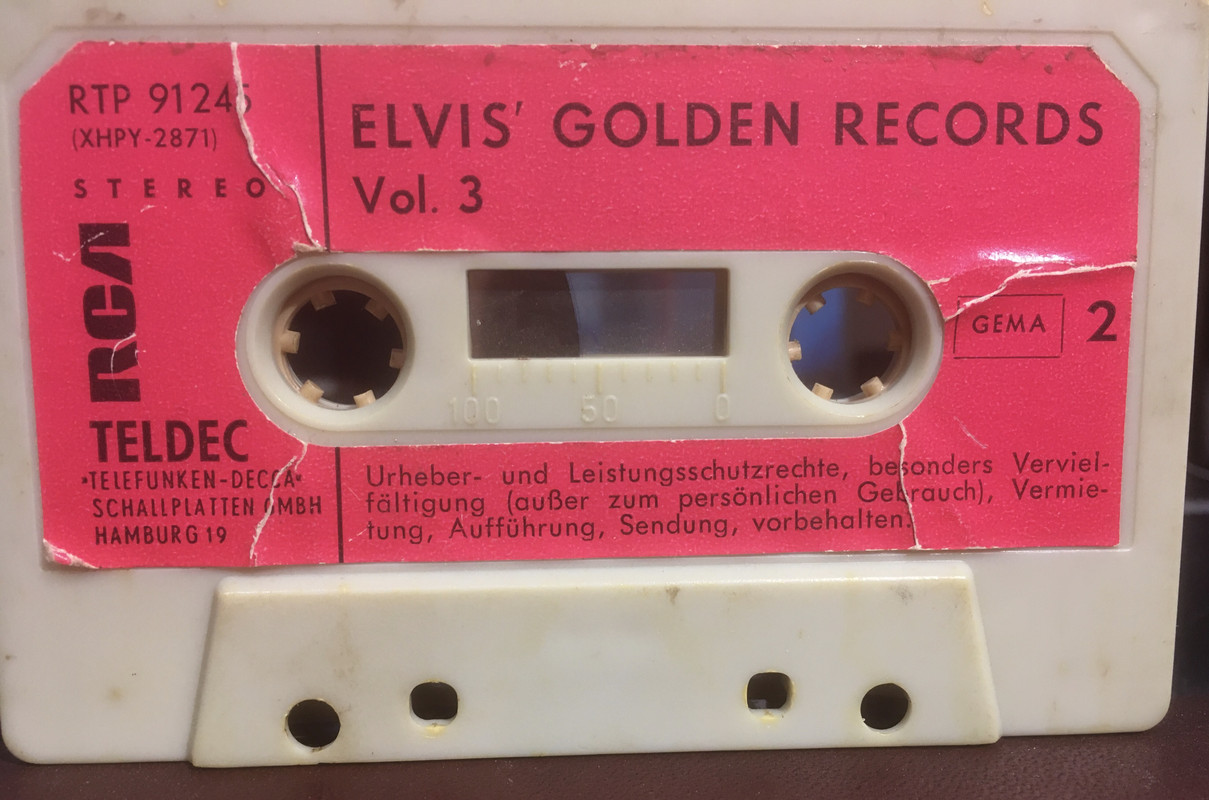 RTP 91245
(XHPY-2871)
STEREO
RCA
TELDEC
»TELEFUNKEN-DECCA«
SCHALLPLATTEN GMBH
HAMBURG 19
ELVIS' GOLDEN RECORDS
Vol. 3
100 50 0
GEMA 2
Urheber- und Leistungsschutzrechte, besonders Verviel-
fältigung (außer zum persönlichen Gebrauch), Vermie-
tung, Aufführung, Sendung, vorbehalten.